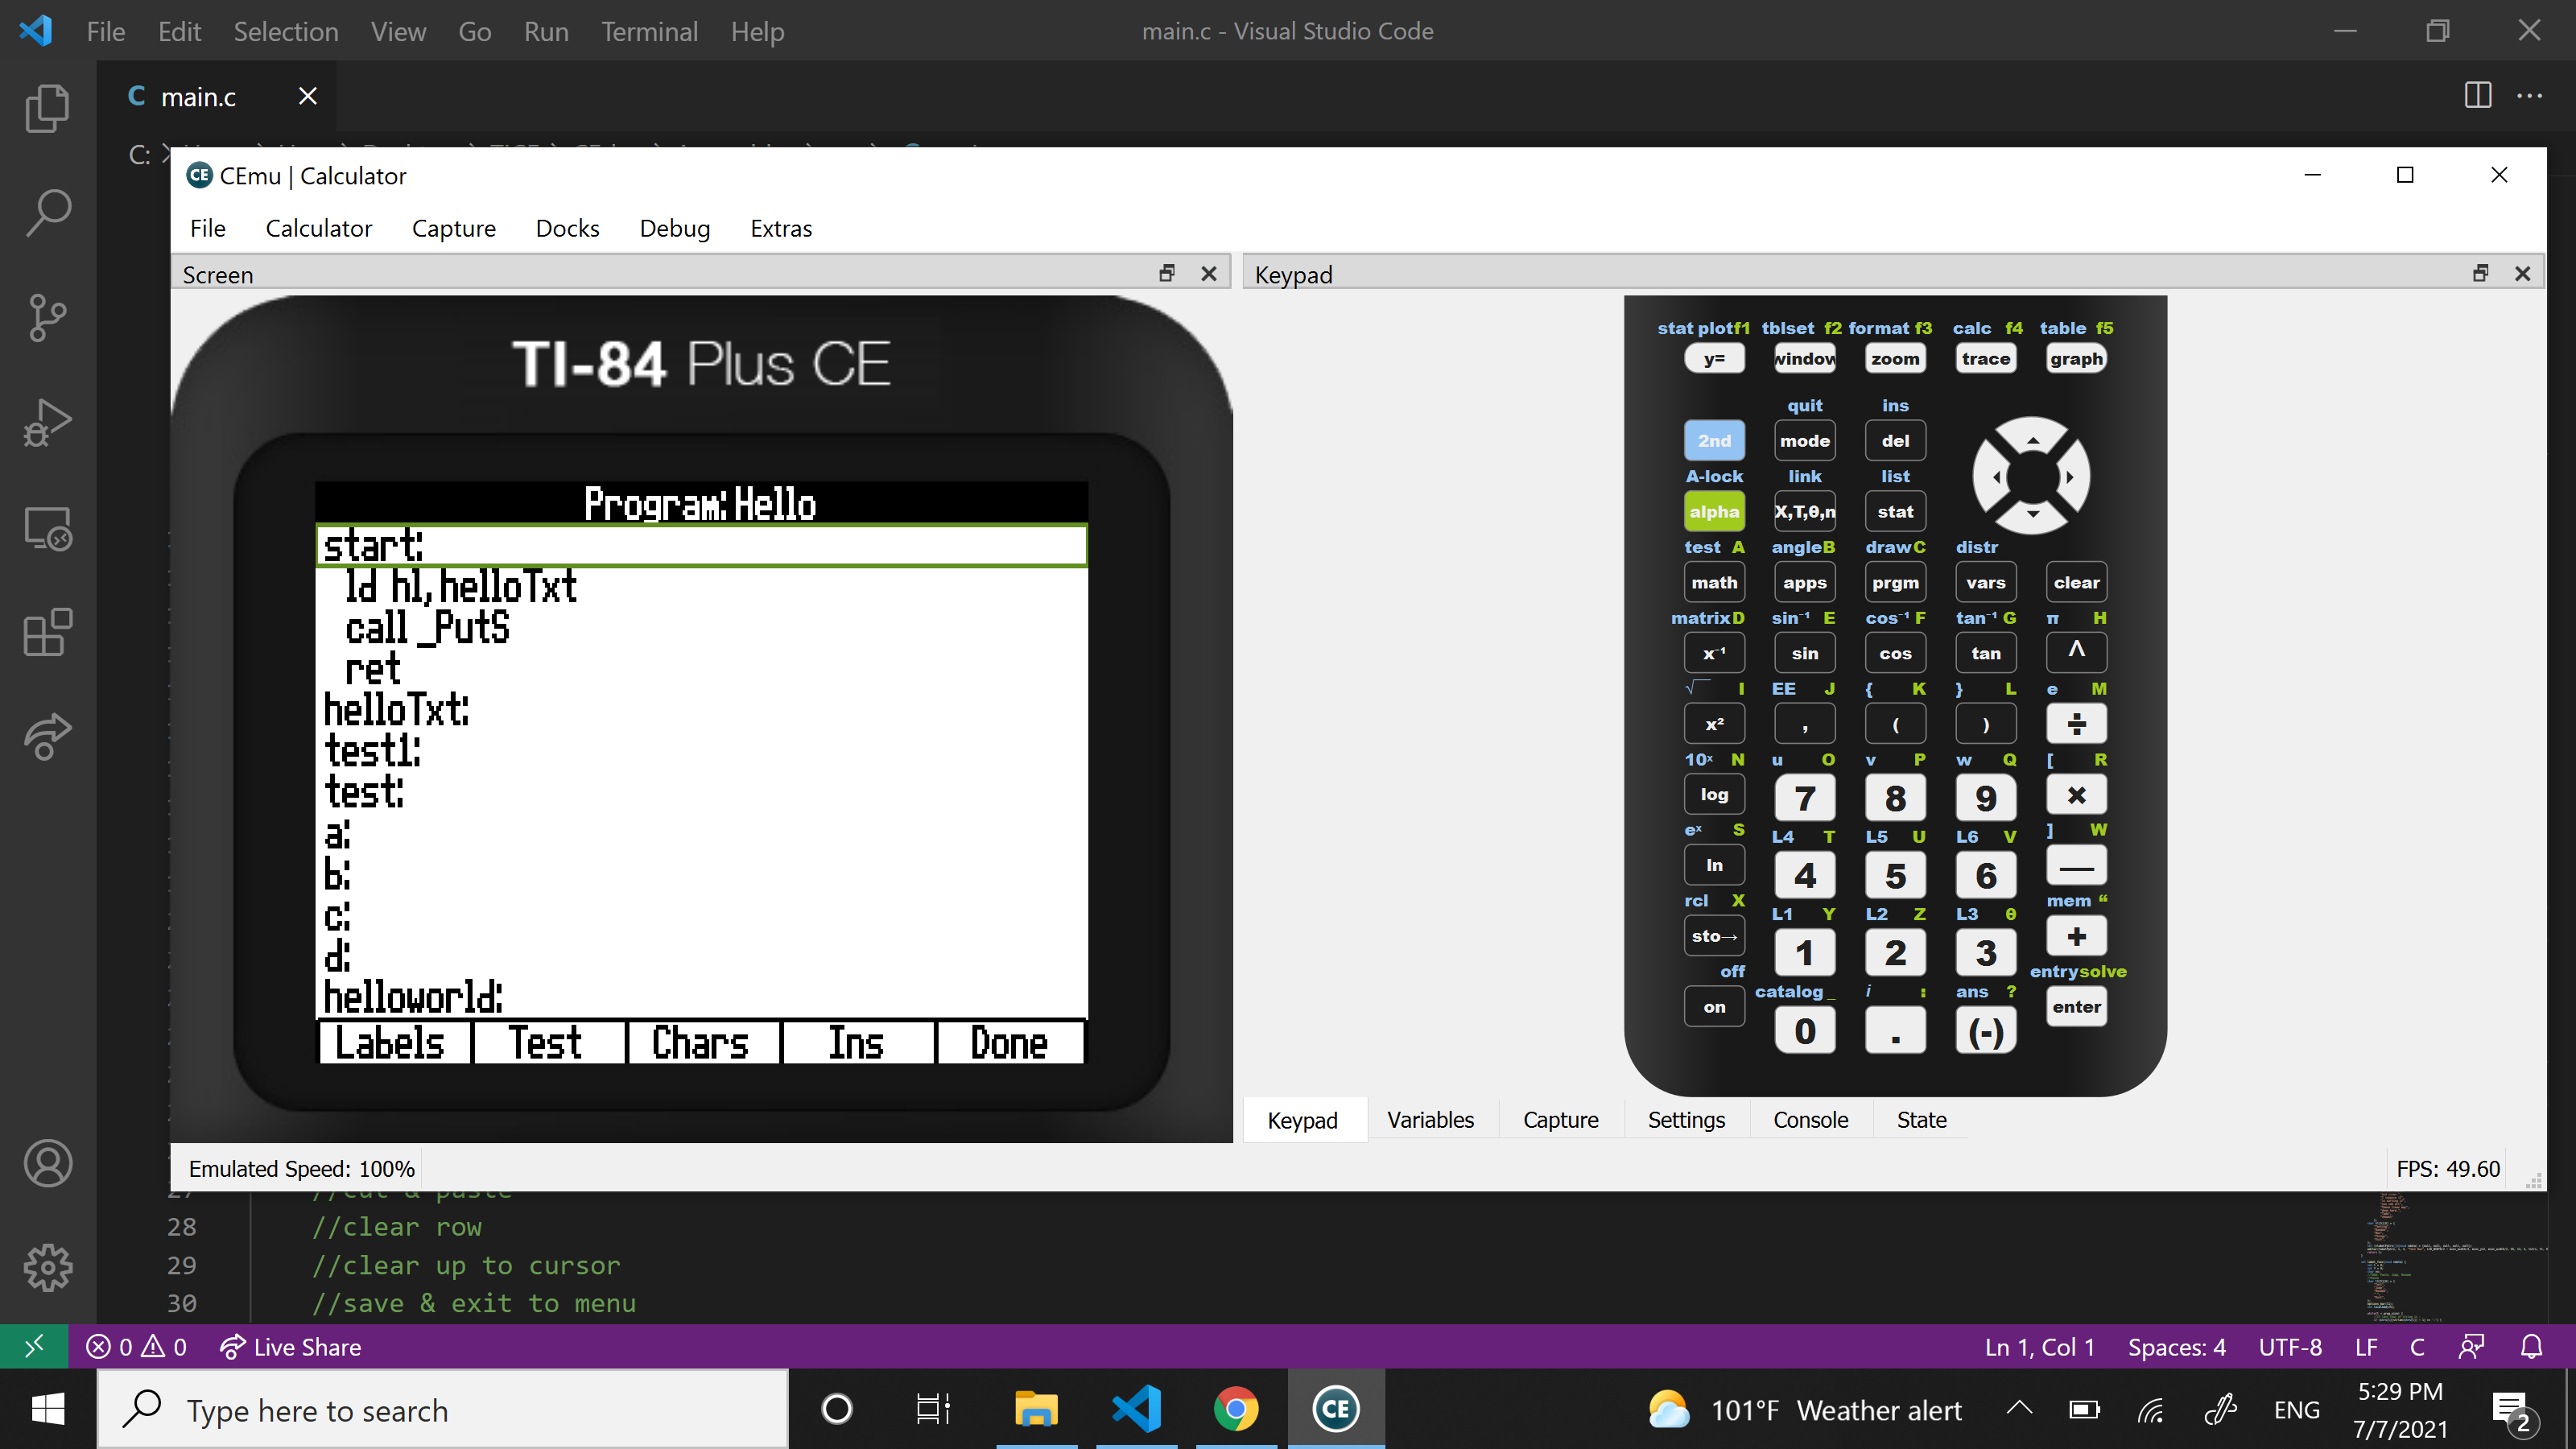 File Edit Selection View Go Run Terminal Help main.c - Visual Studio Code
C main.c
C:
CE CEmu | Calculator
File Calculator Capture Docks Debug Extras
Screen
TI-84 Plus CE
Program:Hello
start:
ld hl,helloTxt
call _PutS
ret
helloTxt:
test1:
test:
a:
b:
c:
d:
helloworld:
Labels Test Chars Ins Done
Keypad
stat plot f1 tblset f2 format f3 calc f4 table f5
y= window zoom trace graph
quit ins
2nd mode del
A-lock link list
alpha X,T,θ,n stat
test A angle B draw C distr
math apps prgm vars clear
matrix D sin⁻¹ E cos⁻¹ F tan⁻¹ G π H
x⁻¹ sin cos tan ^
√ I EE J { K } L e M
x² , ( ) ÷
10ˣ N u O v P w Q [ R
log 7 8 9 ×
eˣ S L4 T L5 U L6 V ] W
ln 4 5 6 —
rcl X L1 Y L2 Z L3 θ mem “
sto→ 1 2 3 +
off catalog _ i : ans ? entry solve
on 0 . (-) enter
Keypad Variables Capture Settings Console State
Emulated Speed: 100% FPS: 49.60
27 //cut & paste
28 //clear row
29 //clear up to cursor
30 //save & exit to menu
0 0 Live Share Ln 1, Col 1 Spaces: 4 UTF-8 LF C
Type here to search CE 101°F Weather alert ENG 5:29 PM
7/7/2021 2